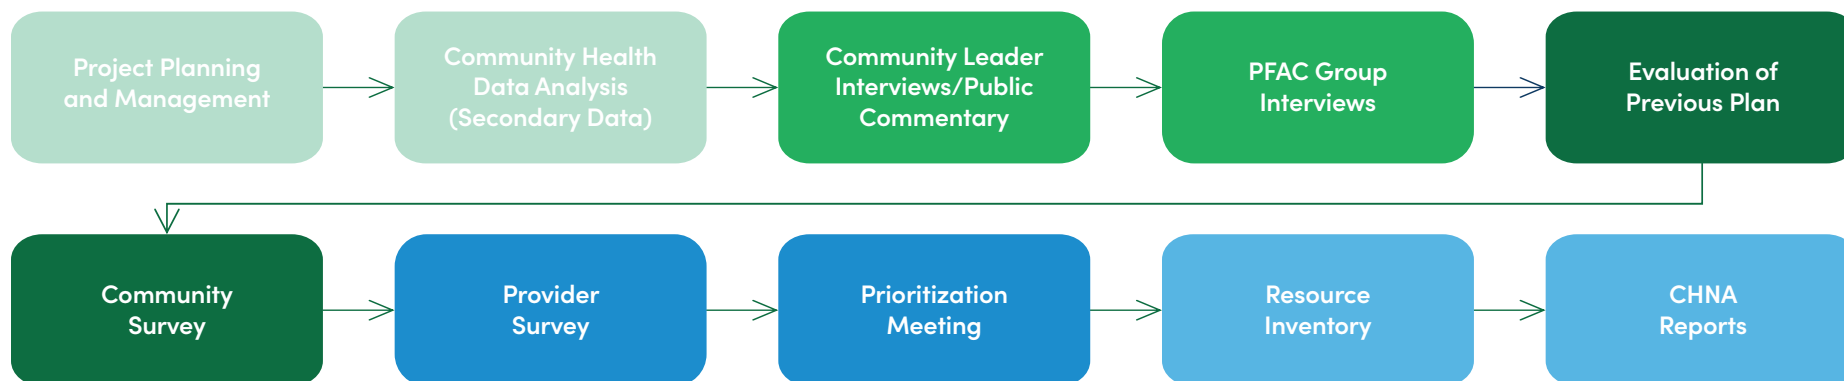 Project Planning
and Management
Community Health
Data Analysis
(Secondary Data)
Community Leader
Interviews/Public
Commentary
PFAC Group
Interviews
Evaluation of
Previous Plan
Community
Survey
Provider
Survey
Prioritization
Meeting
Resource
Inventory
CHNA
Reports